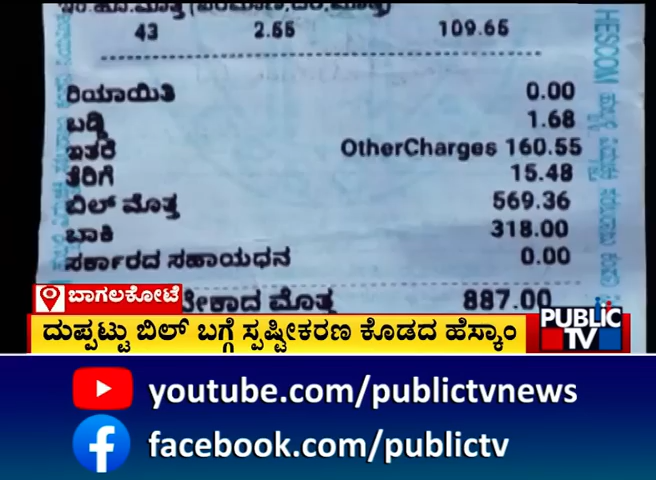 43 2.55 109.65
ರಿಯಾಯಿತಿ 0.00
ಬಡ್ಡಿ 1.68
ಇತರೆ OtherCharges 160.55
ತೆರಿಗೆ 15.48
ಬಿಲ್ ಮೊತ್ತ 569.36
ಬಾಕಿ 318.00
ಸರ್ಕಾರದ ಸಹಾಯಧನ 0.00
ಮೊತ್ತ 887.00
HESCOM
ಬಾಗಲಕೋಟೆ
ದುಪ್ಪಟ್ಟು ಬಿಲ್ ಬಗ್ಗೆ ಸ್ಪಷ್ಟೀಕರಣ ಕೊಡದ ಹೆಸ್ಕಾಂ
PUBLIC
TV
youtube.com/publictvnews
facebook.com/publictv